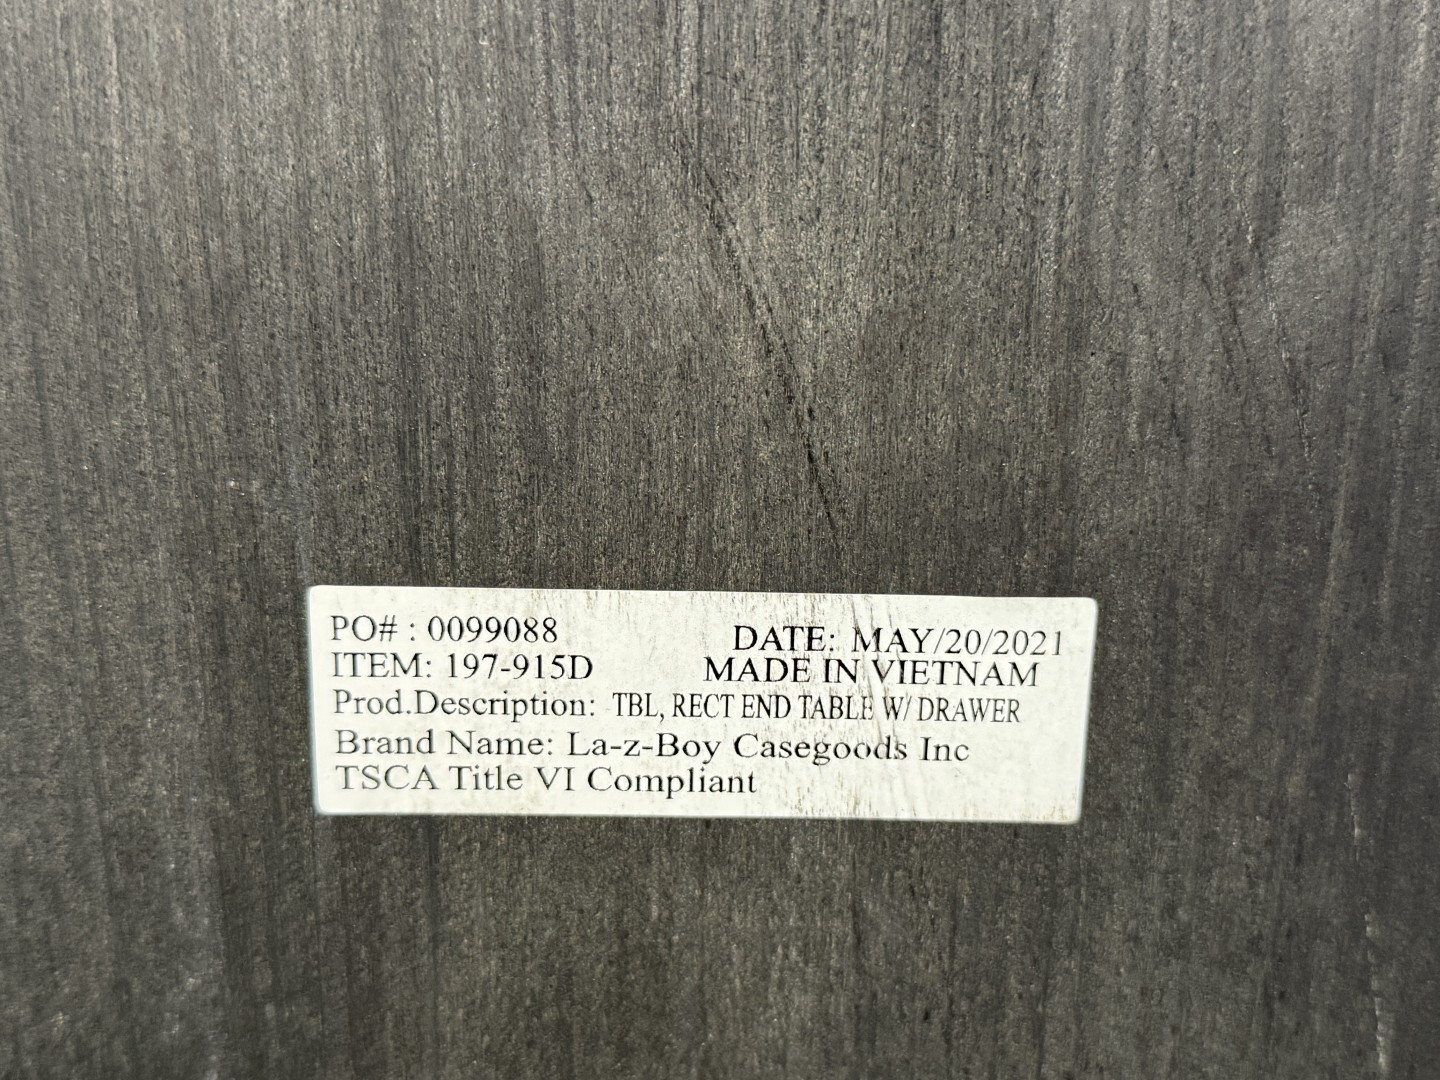 PO# : 0099088
DATE: MAY/20/2021
ITEM: 197-915D
MADE IN VIETNAM
Prod.Description: TBL, RECT END TABLE W/ DRAWER
Brand Name: La-z-Boy Casegoods Inc
TSCA Title VI Compliant